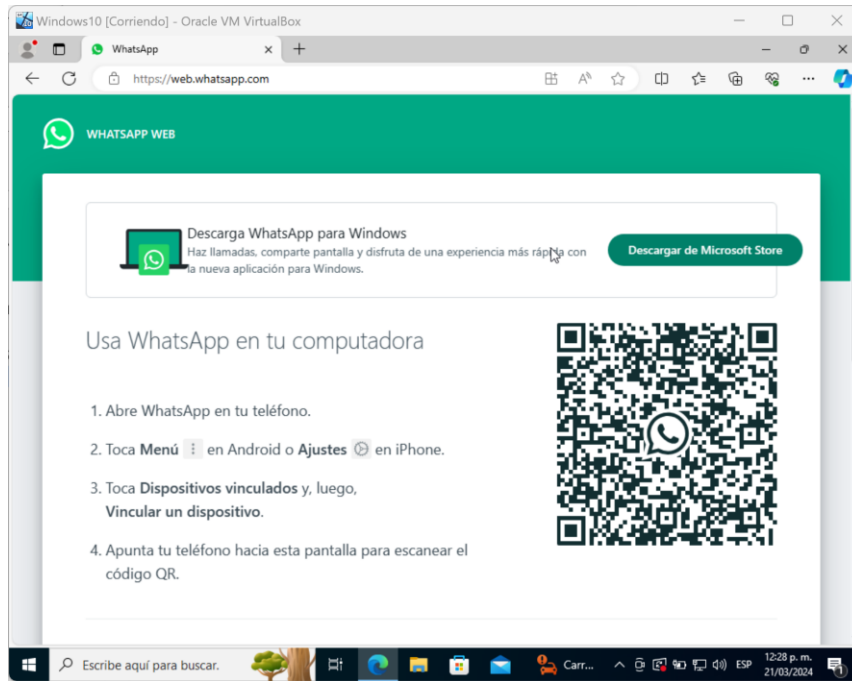 Windows10 [Corriendo] - Oracle VM VirtualBox
WhatsApp
https://web.whatsapp.com
WHATSAPP WEB
Descarga WhatsApp para Windows
Haz llamadas, comparte pantalla y disfruta de una experiencia más rápida con
la nueva aplicación para Windows.
Descargar de Microsoft Store
Usa WhatsApp en tu computadora
1. Abre WhatsApp en tu teléfono.
2. Toca Menú en Android o Ajustes en iPhone.
3. Toca Dispositivos vinculados y, luego,
Vincular un dispositivo.
4. Apunta tu teléfono hacia esta pantalla para escanear el
código QR.
Escribe aquí para buscar.
Carr...
ESP
12:28 p. m.
21/03/2024
1